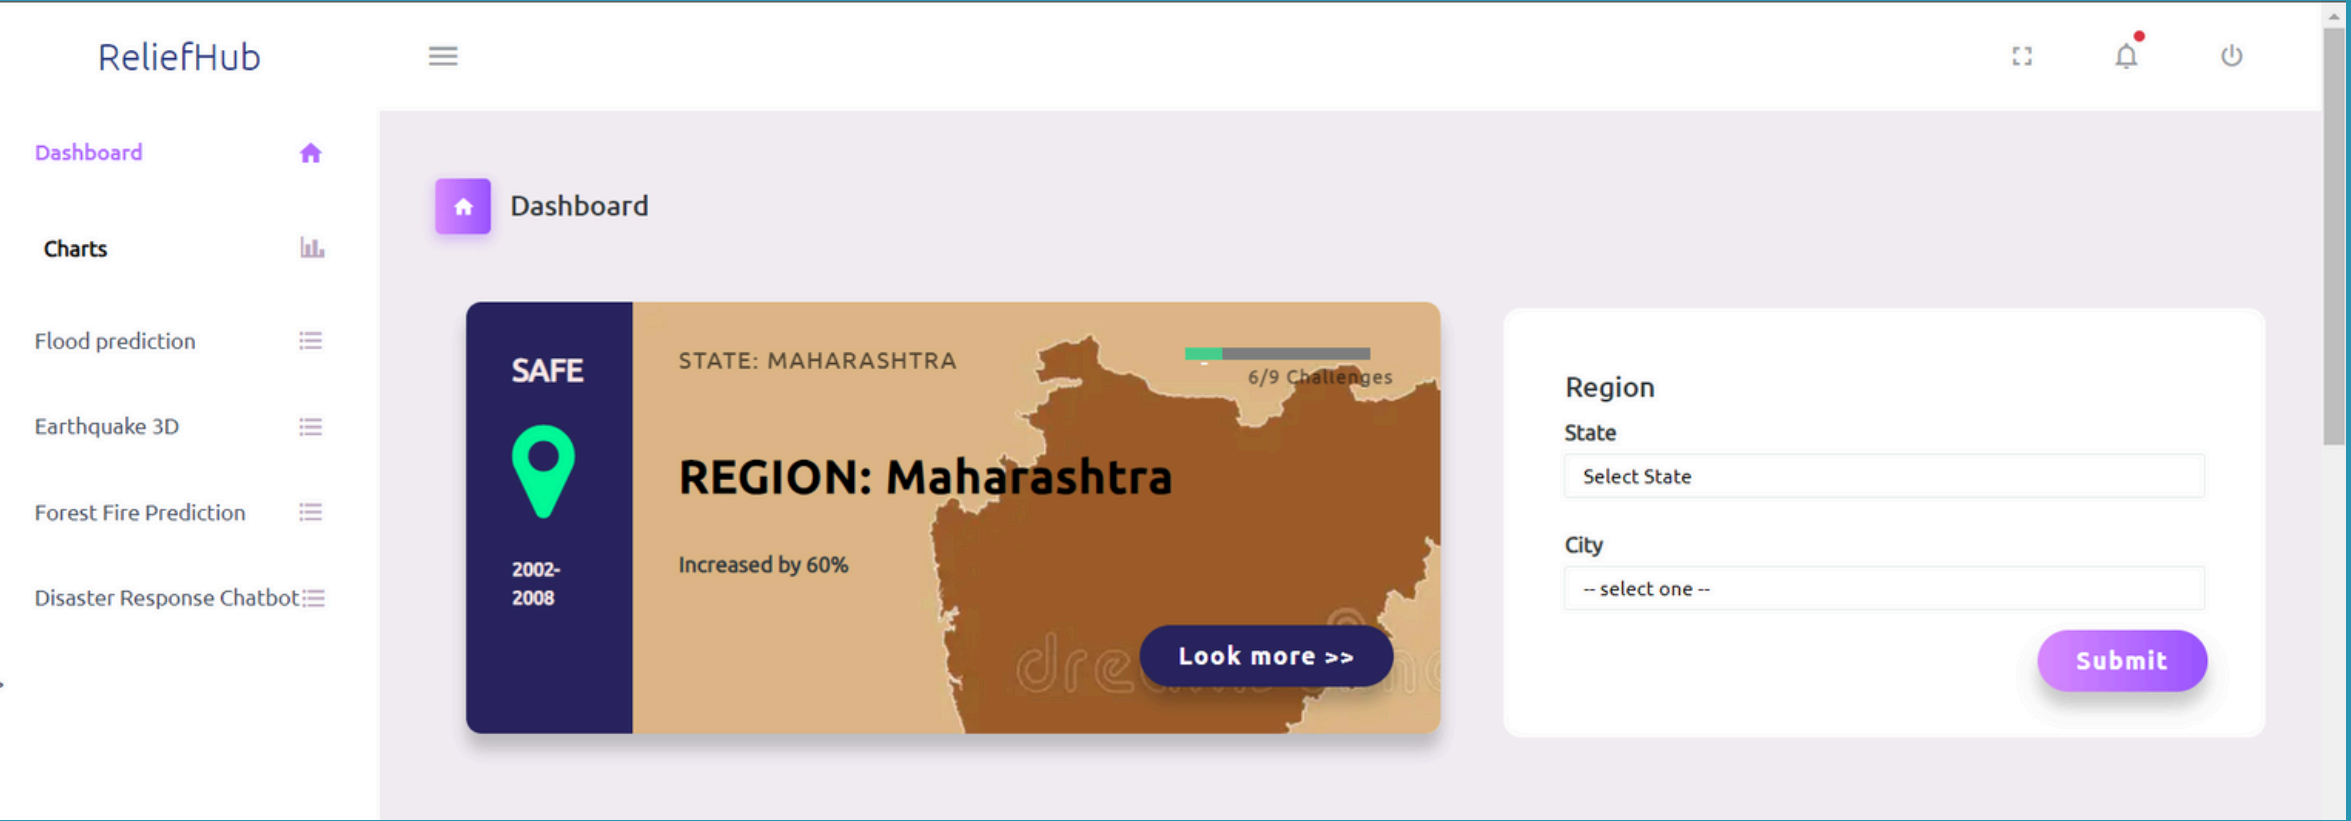 ReliefHub
Dashboard
Charts
Flood prediction
Earthquake 3D
Forest Fire Prediction
Disaster Response Chatbot
Dashboard
SAFE
2002-
2008
STATE: MAHARASHTRA
6/9 Challenges
REGION: Maharashtra
Increased by 60%
Look more >>
Region
State
Select State
City
-- select one --
Submit